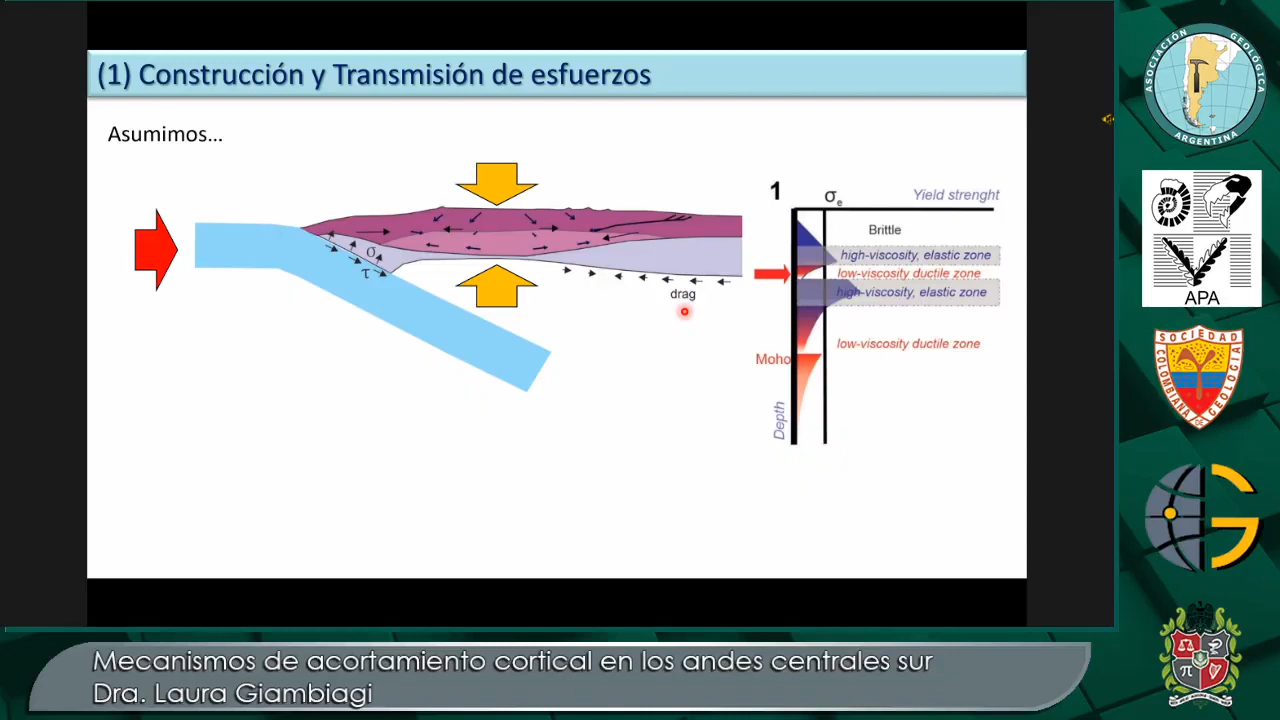 (1) Construcción y Transmisión de esfuerzos
Asumimos...
σ
τ
drag
1
σe
Yield strenght
Brittle
high-viscosity, elastic zone
low-viscosity ductile zone
high-viscosity, elastic zone
low-viscosity ductile zone
Moho
Depth
ASOCIACIÓN GEOLÓGICA
ARGENTINA
APA
SOCIEDAD
COLOMBIANA
DE
GEOLOGIA
G
π
Mecanismos de acortamiento cortical en los andes centrales sur
Dra. Laura Giambiagi